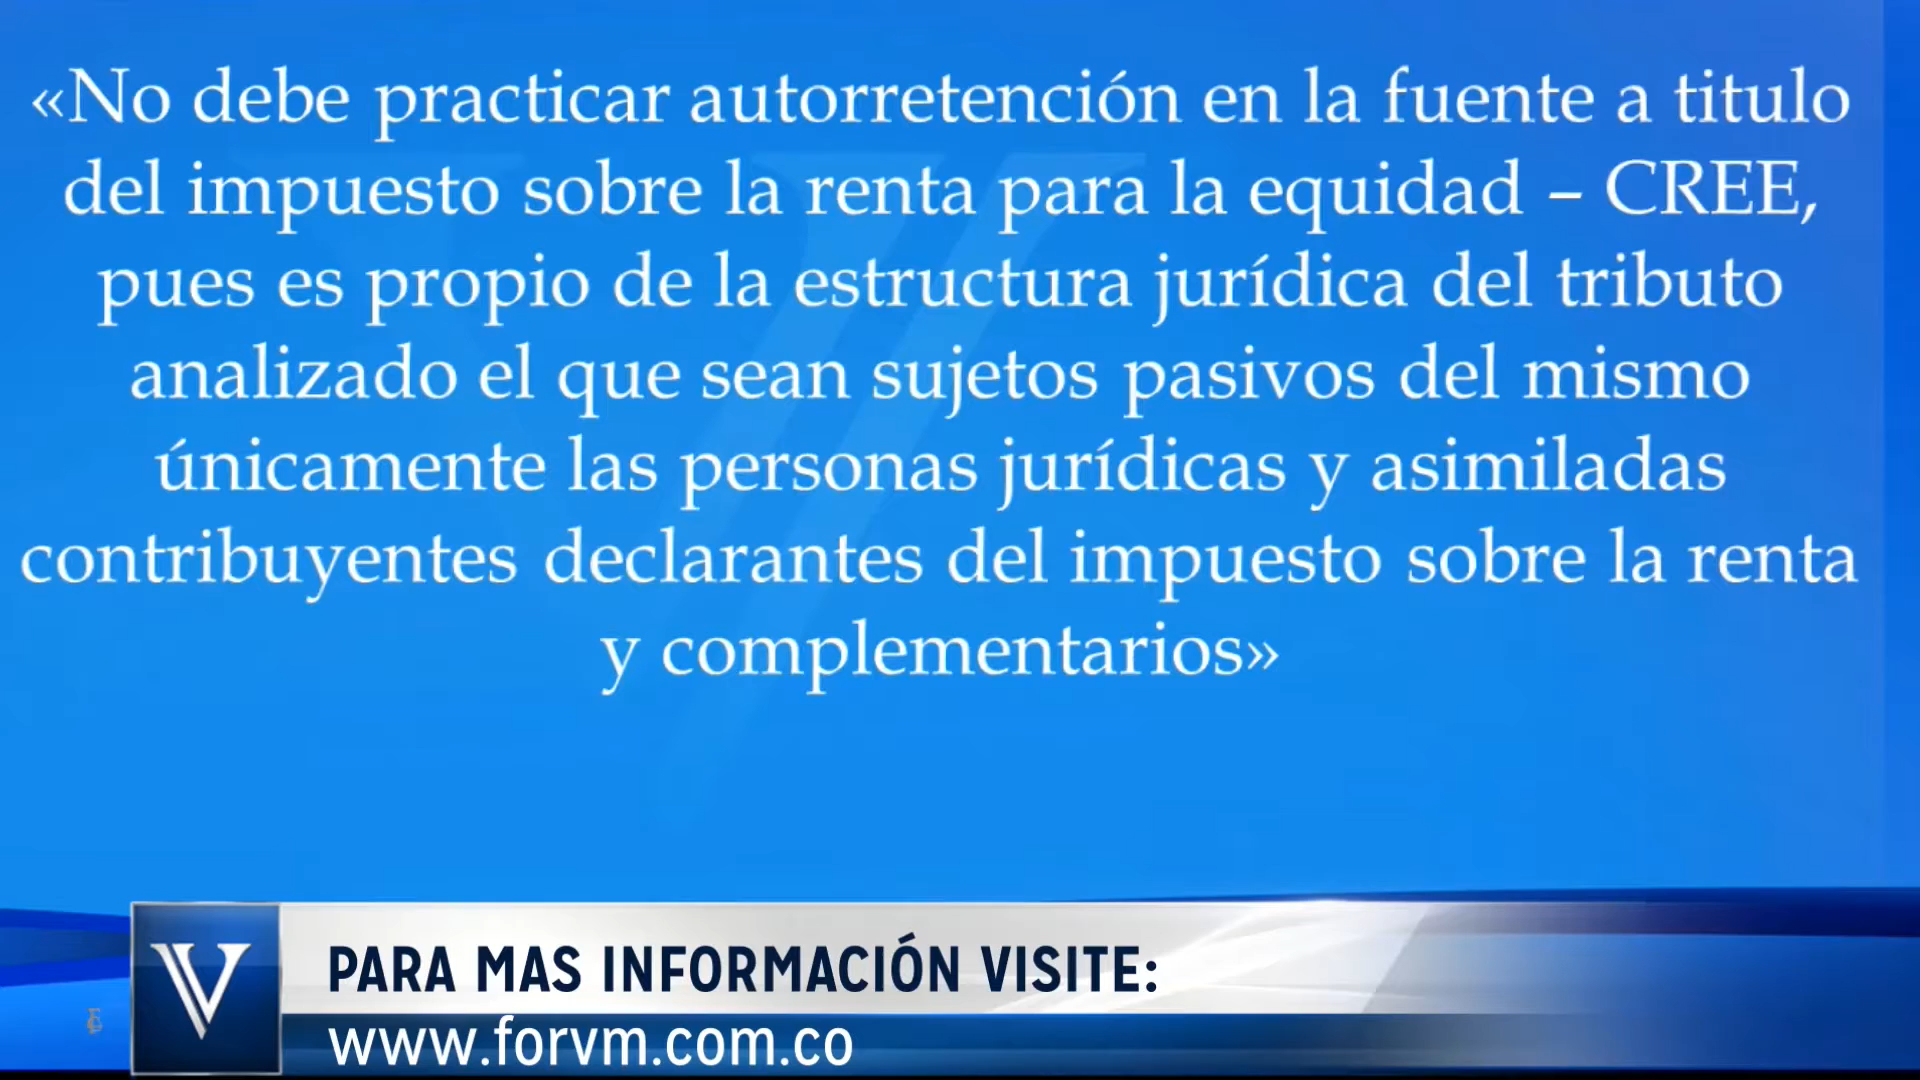 «No debe practicar autorretención en la fuente a titulo
del impuesto sobre la renta para la equidad – CREE,
pues es propio de la estructura jurídica del tributo
analizado el que sean sujetos pasivos del mismo
únicamente las personas jurídicas y asimiladas
contribuyentes declarantes del impuesto sobre la renta
y complementarios»
V
PARA MAS INFORMACIÓN VISITE:
www.forvm.com.co